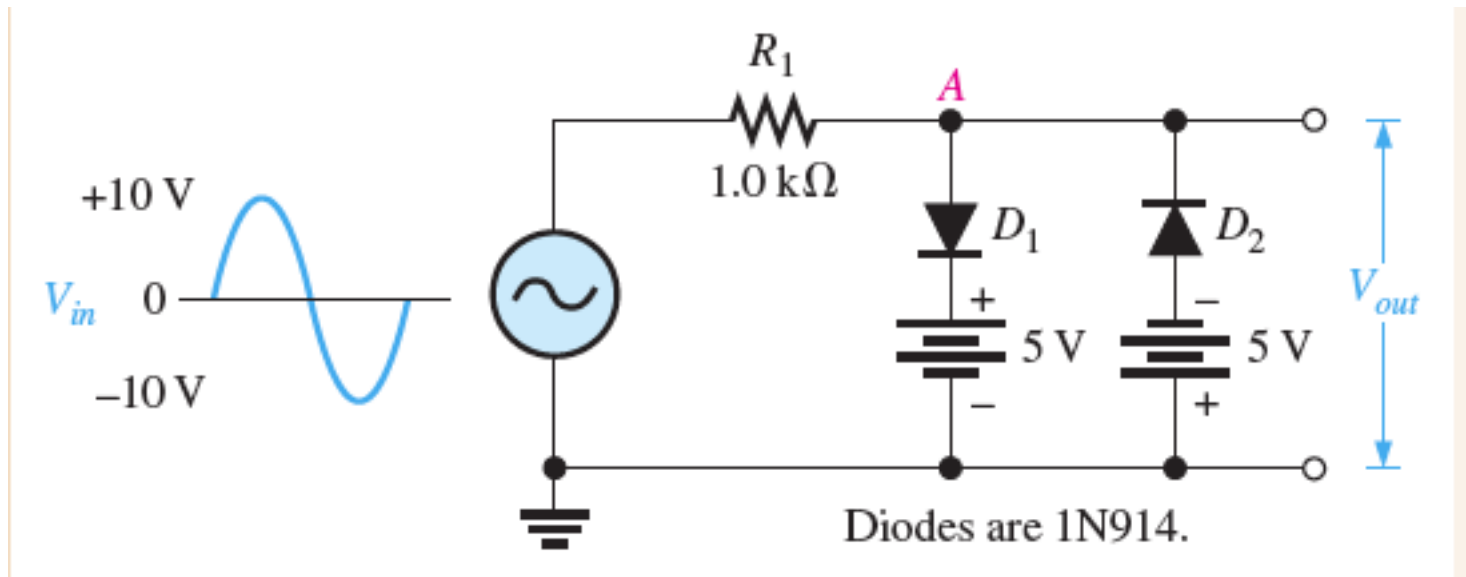 R1
A
1.0 kΩ
+10 V
Vin
0
–10 V
D1
D2
+
–
5 V
5 V
–
+
Vout
Diodes are 1N914.